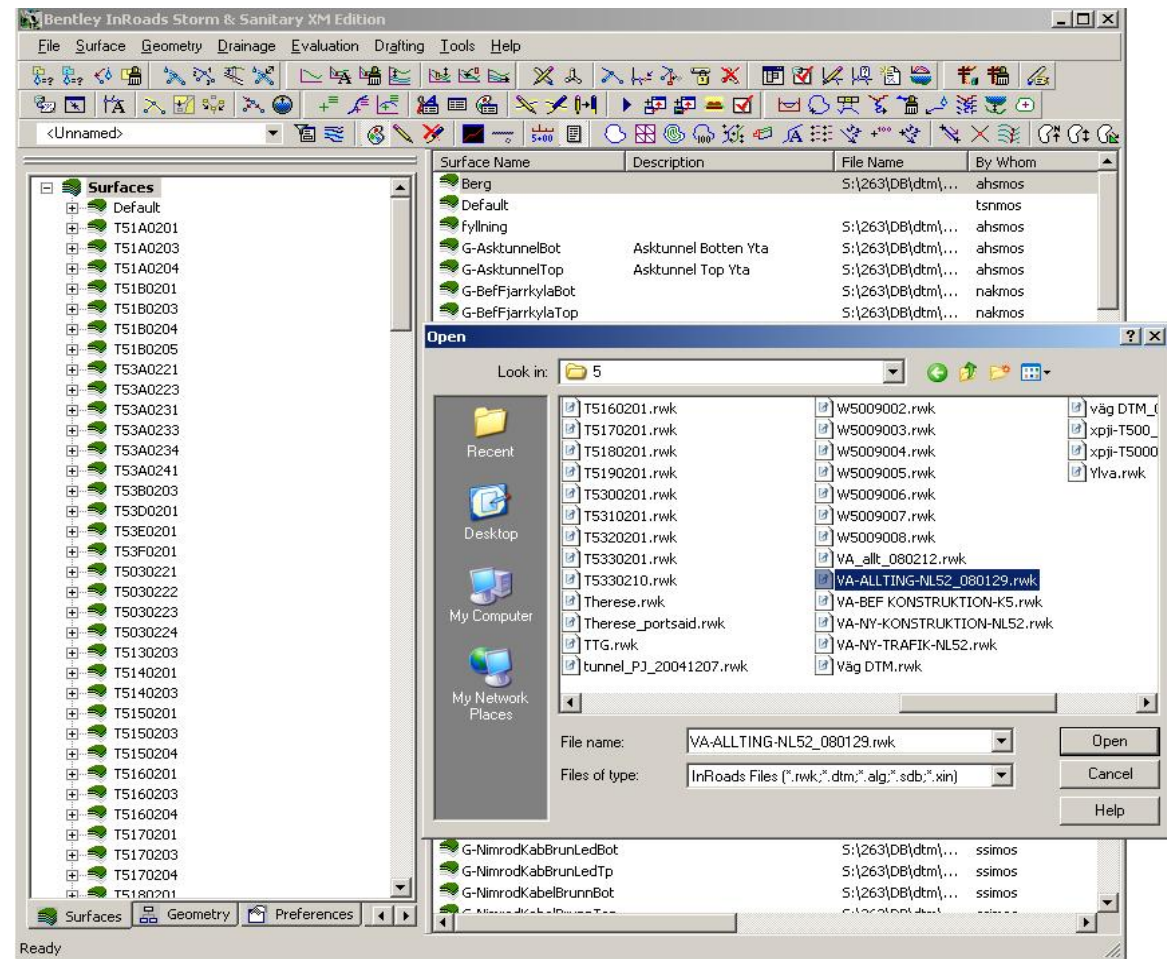 Bentley InRoads Storm & Sanitary XM Edition
File Surface Geometry Drainage Evaluation Drafting Tools Help
<Unnamed>
Surfaces
Default
T51A0201
T51A0203
T51A0204
T51B0201
T51B0203
T51B0204
T51B0205
T53A0221
T53A0223
T53A0231
T53A0233
T53A0234
T53A0241
T53B0203
T53D0201
T53E0201
T53F0201
T5030221
T5030222
T5030223
T5030224
T5130203
T5140201
T5140203
T5150201
T5150203
T5150204
T5160201
T5160203
T5160204
T5170201
T5170203
T5170204
T5180201
Surfaces Geometry Preferences
Surface Name Description File Name By Whom
Berg S:\263\DB\dtm\... ahsmos
Default tsnmos
fyllning S:\263\DB\dtm\... ahsmos
G-AsktunnelBot Asktunnel Botten Yta S:\263\DB\dtm\... ahsmos
G-AsktunnelTop Asktunnel Top Yta S:\263\DB\dtm\... ahsmos
G-BefFjarrkylaBot S:\263\DB\dtm\... nakmos
G-BefFjarrkylaTop S:\263\DB\dtm\... nakmos
Open
Look in: 5
Recent
Desktop
My Computer
My Network Places
T5160201.rwk
T5170201.rwk
T5180201.rwk
T5190201.rwk
T5300201.rwk
T5310201.rwk
T5320201.rwk
T5330201.rwk
T5330210.rwk
Therese.rwk
Therese_portsaid.rwk
TTG.rwk
tunnel_PJ_20041207.rwk
W5009002.rwk
W5009003.rwk
W5009004.rwk
W5009005.rwk
W5009006.rwk
W5009007.rwk
W5009008.rwk
VA_allt_080212.rwk
VA-ALLTING-NL52_080129.rwk
VA-BEF KONSTRUKTION-K5.rwk
VA-NY-KONSTRUKTION-NL52.rwk
VA-NY-TRAFIK-NL52.rwk
Väg DTM.rwk
väg DTM_(
xpji-T500_
xpji-T5000
Ylva.rwk
File name: VA-ALLTING-NL52_080129.rwk Open
Files of type: InRoads Files (*.rwk;*.dtm;*.alg;*.sdb;*.xin) Cancel
Help
G-NimrodKabBrunLedBot S:\263\DB\dtm\... ssimos
G-NimrodKabBrunLedTp S:\263\DB\dtm\... ssimos
G-NimrodKabelBrunnBot S:\263\DB\dtm\... ssimos
Ready